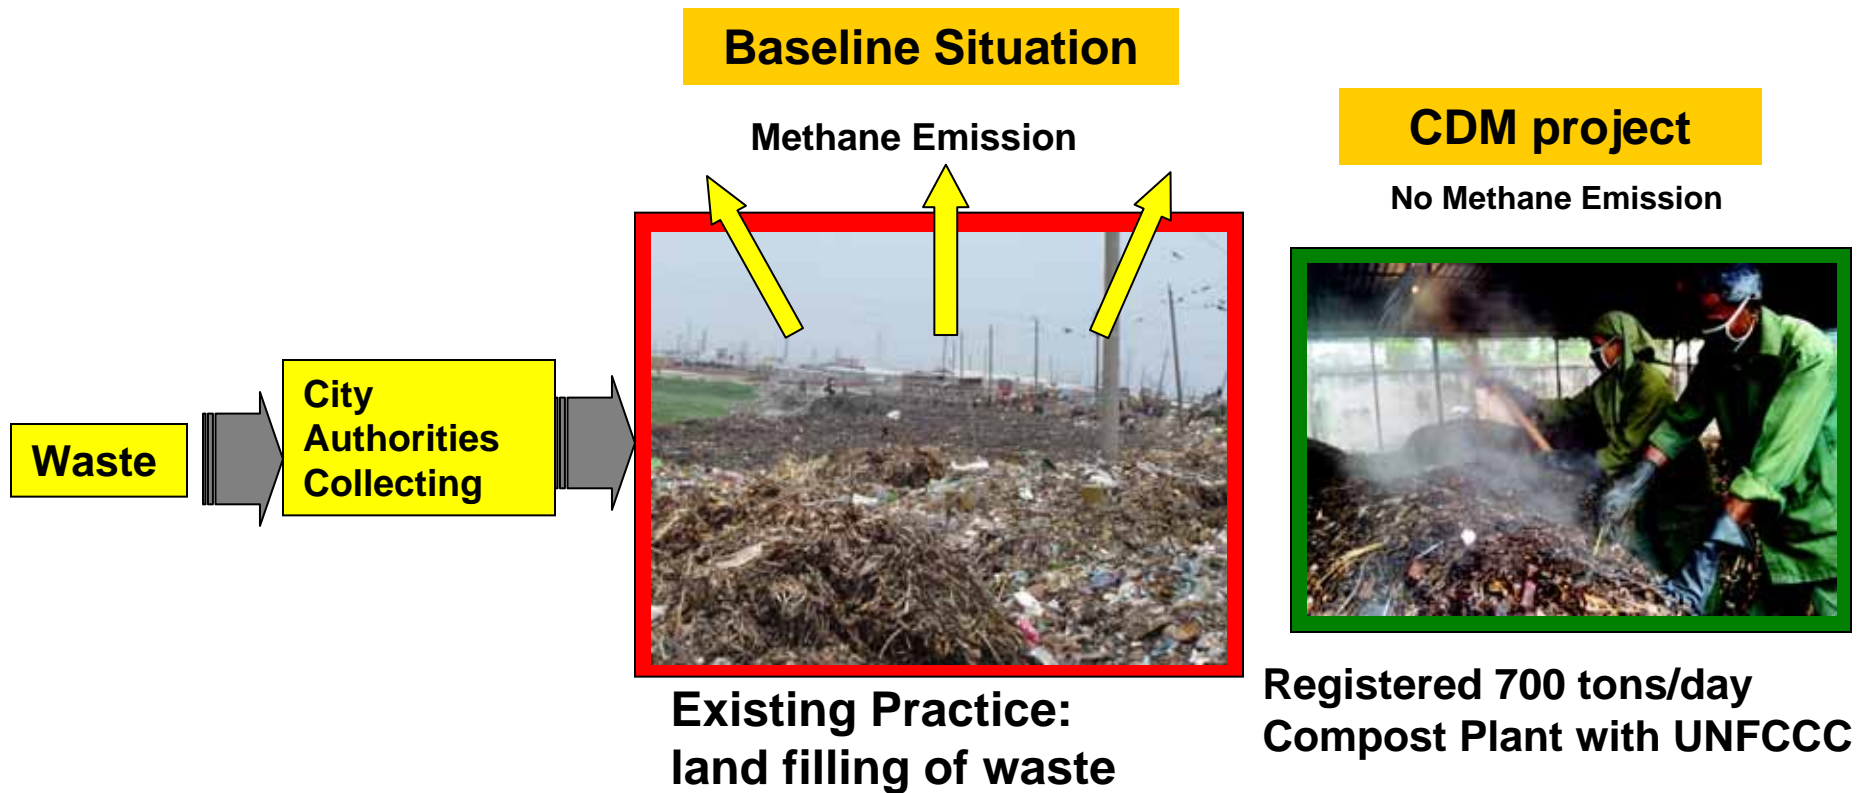 Baseline Situation
Methane Emission
CDM project
No Methane Emission
Waste
City
Authorities
Collecting
Existing Practice:
land filling of waste
Registered 700 tons/day
Compost Plant with UNFCCC